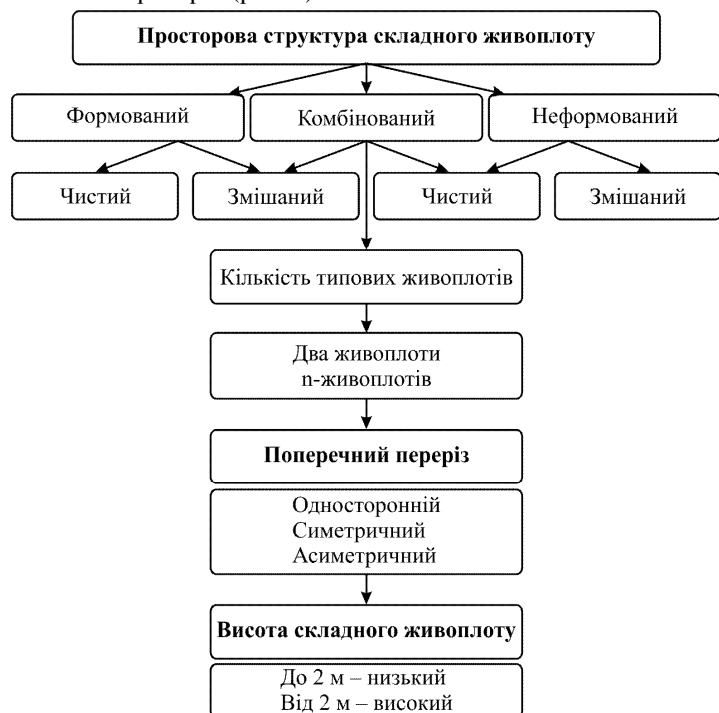 Просторова структура складного живоплоту
Формований
Комбінований
Неформований
Чистий
Змішаний
Чистий
Змішаний
Кількість типових живоплотів
Два живоплоти
n-живоплотів
Поперечний переріз
Односторонній
Симетричний
Асиметричний
Висота складного живоплоту
До 2 м – низький
Від 2 м – високий